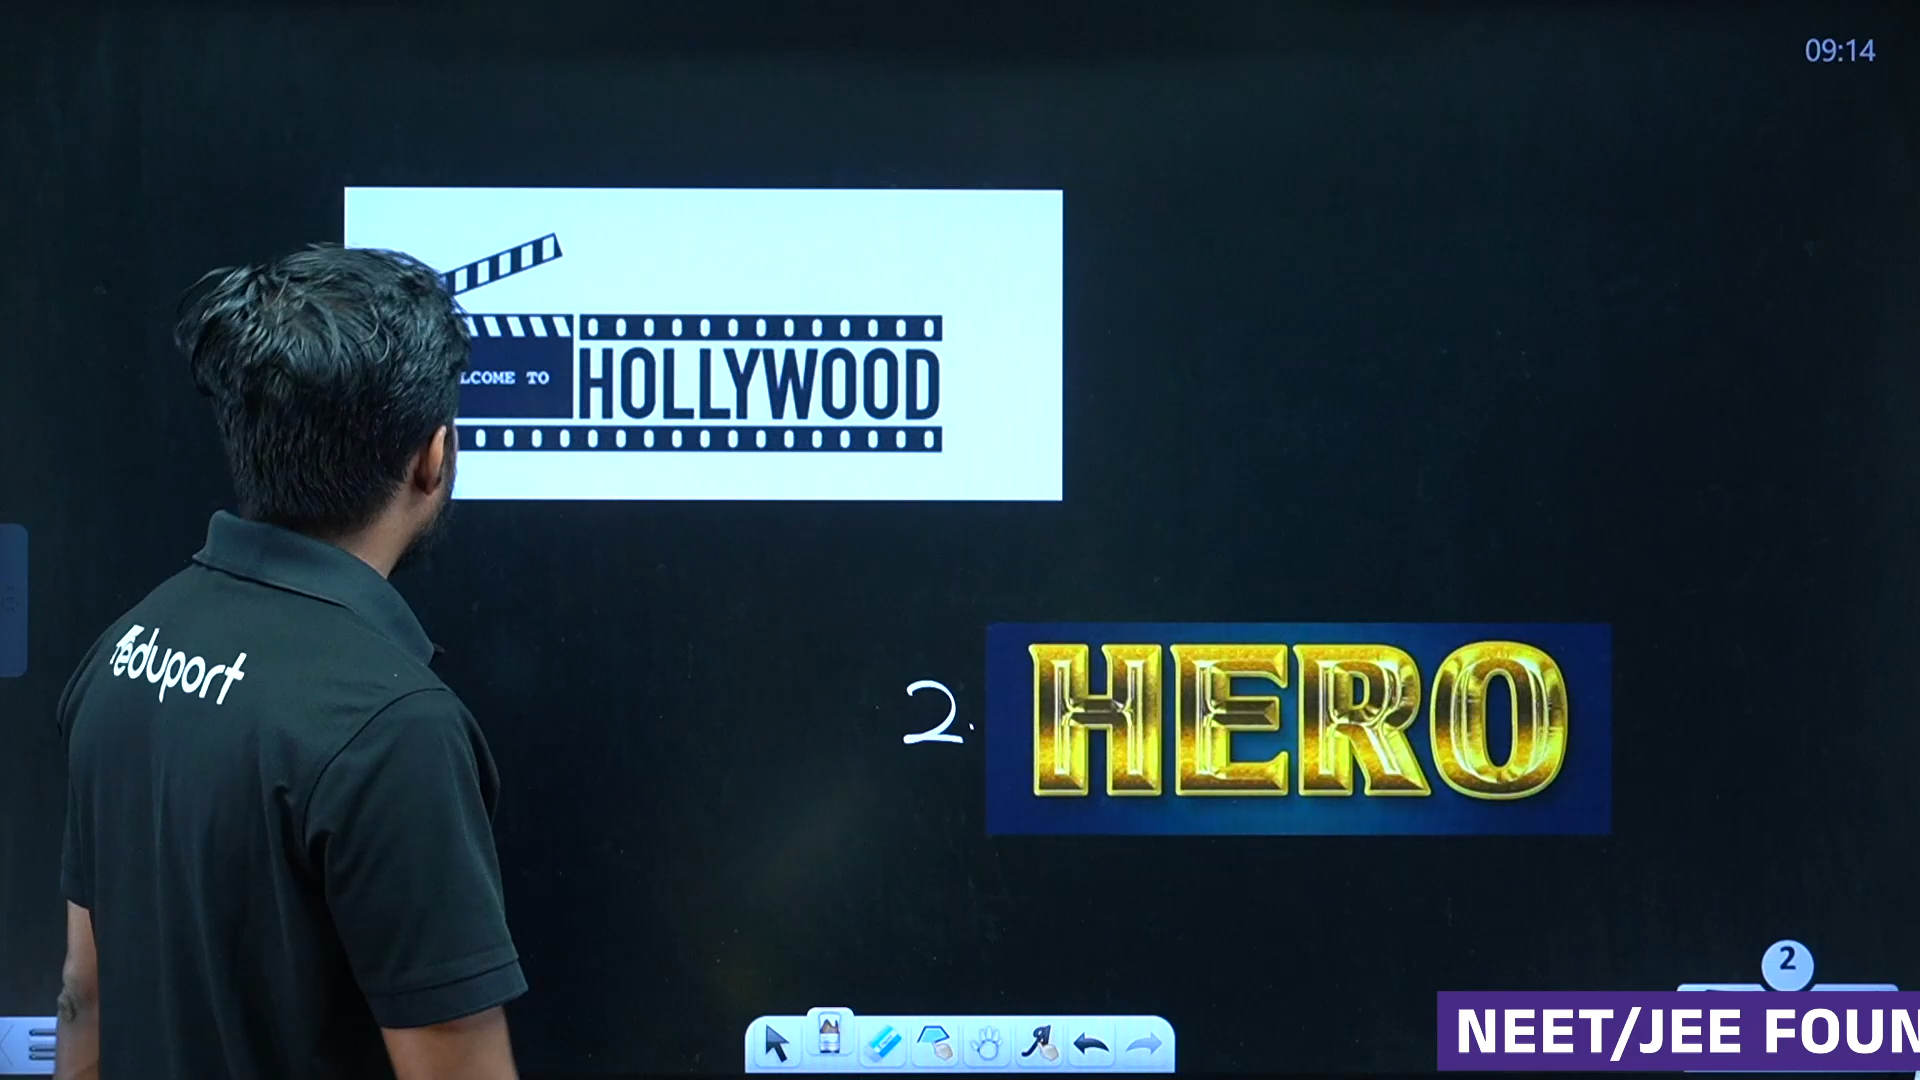 09:14
LCOME TO
HOLLYWOOD
eduport
2.
HERO
2
NEET/JEE FOUN